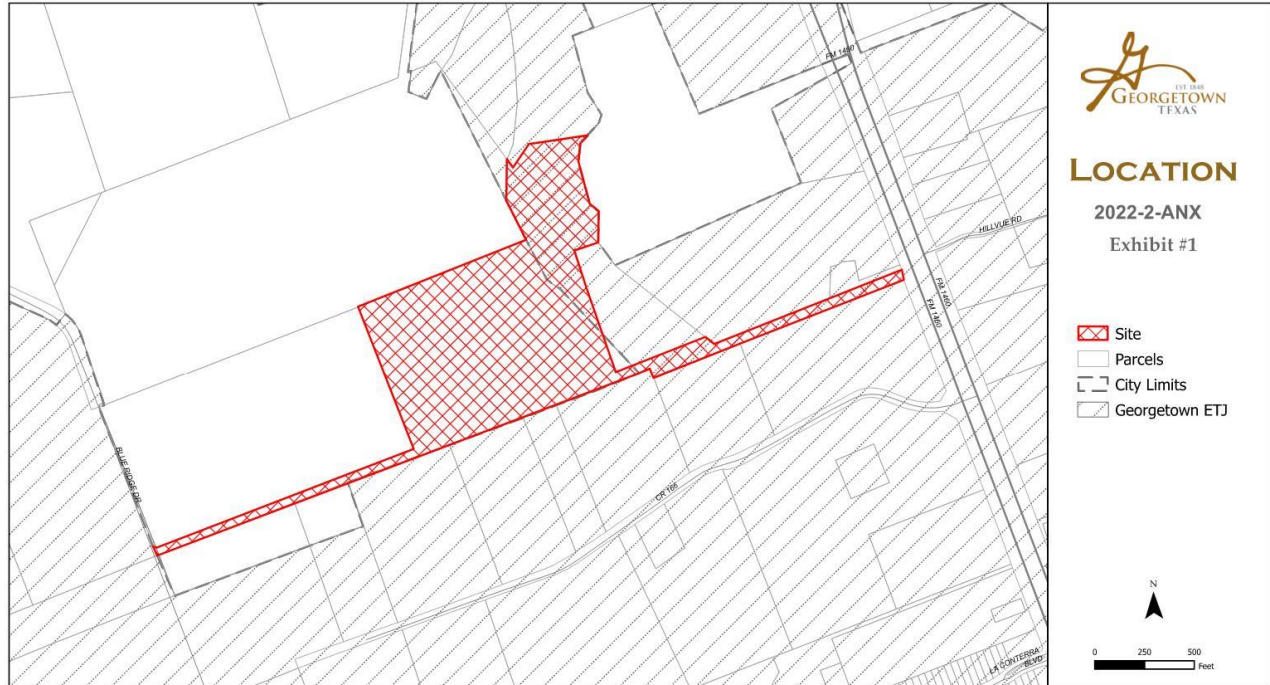 FM 1460
HILLVUE RD
FM 1460
FM 1460
BLUE RIDGE DR
CR 166
LA CONTERRA
BLVD
EST. 1848
GEORGETOWN
TEXAS
LOCATION
2022-2-ANX
Exhibit #1
Site
Parcels
City Limits
Georgetown ETJ
N
0 250 500
Feet